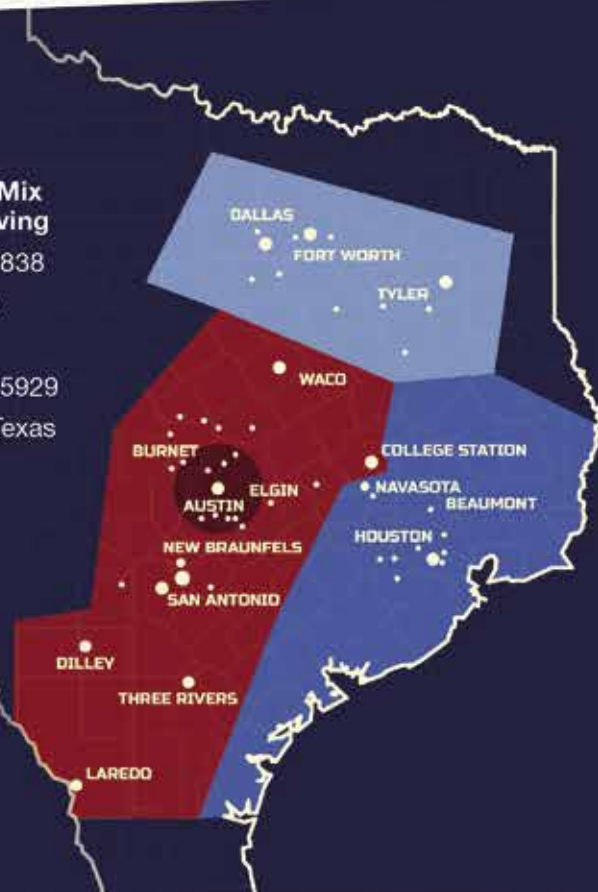 Mix
ving
838
5929
Texas
DALLAS
FORT WORTH
TYLER
WACO
BURNET
COLLEGE STATION
ELGIN
NAVASOTA
AUSTIN
BEAUMONT
HOUSTON
NEW BRAUNFELS
SAN ANTONIO
DILLEY
THREE RIVERS
LAREDO